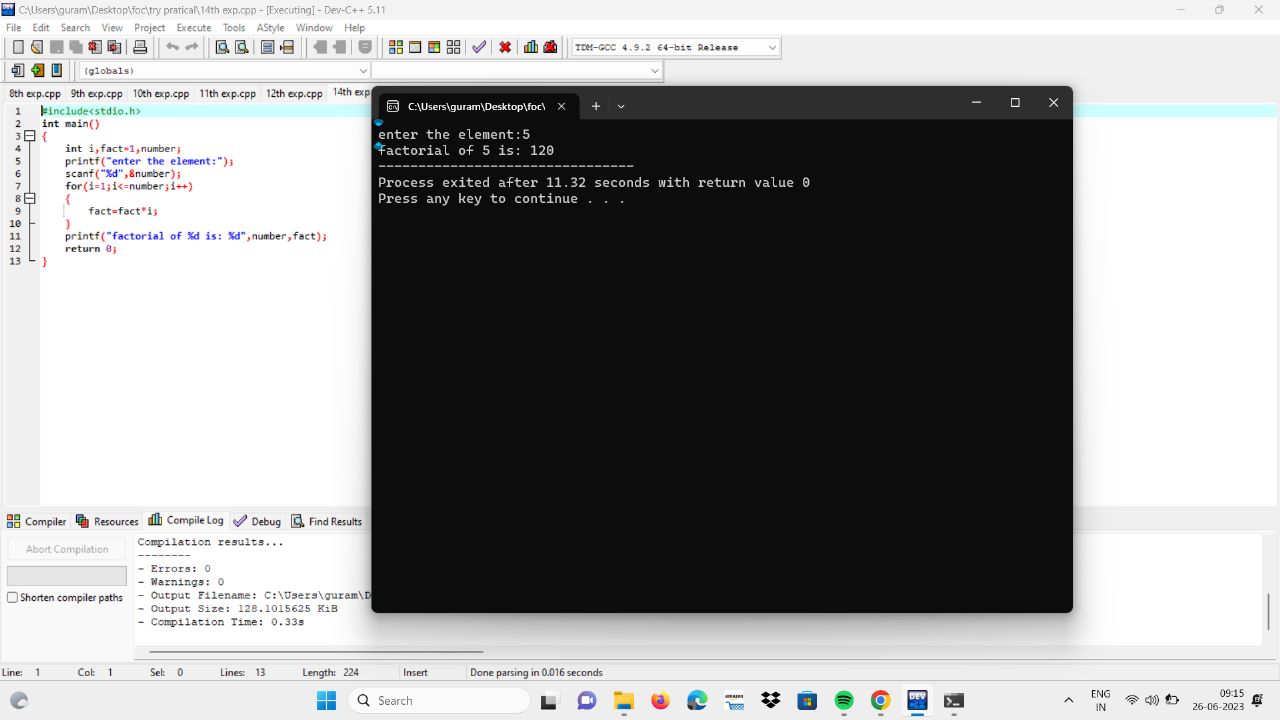 C:\Users\guram\Desktop\foc\try pratical\14th exp.cpp - [Executing] - Dev-C++ 5.11
File Edit Search View Project Execute Tools AStyle Window Help
TDM-GCC 4.9.2 64-bit Release
(globals)
8th exp.cpp 9th exp.cpp 10th exp.cpp 11th exp.cpp 12th exp.cpp 14th exp
1 #include<stdio.h>
2 int main()
3 {
4 int i,fact=1,number;
5 printf("enter the element:");
6 scanf("%d",&number);
7 for(i=1;i<=number;i++)
8 {
9 fact=fact*i;
10 }
11 printf("factorial of %d is: %d",number,fact);
12 return 0;
13 }
C:\Users\guram\Desktop\foc\
enter the element:5
factorial of 5 is: 120
--------------------------------
Process exited after 11.32 seconds with return value 0
Press any key to continue . . .
Compiler Resources Compile Log Debug Find Results
Abort Compilation
Shorten compiler paths
Compilation results...
--------
- Errors: 0
- Warnings: 0
- Output Filename: C:\Users\guram\D
- Output Size: 128.1015625 KiB
- Compilation Time: 0.33s
Line: 1 Col: 1 Sel: 0 Lines: 13 Length: 224 Insert Done parsing in 0.016 seconds
Search
amazon
DEV
C++
ENG
IN
09:15
26-06-2023